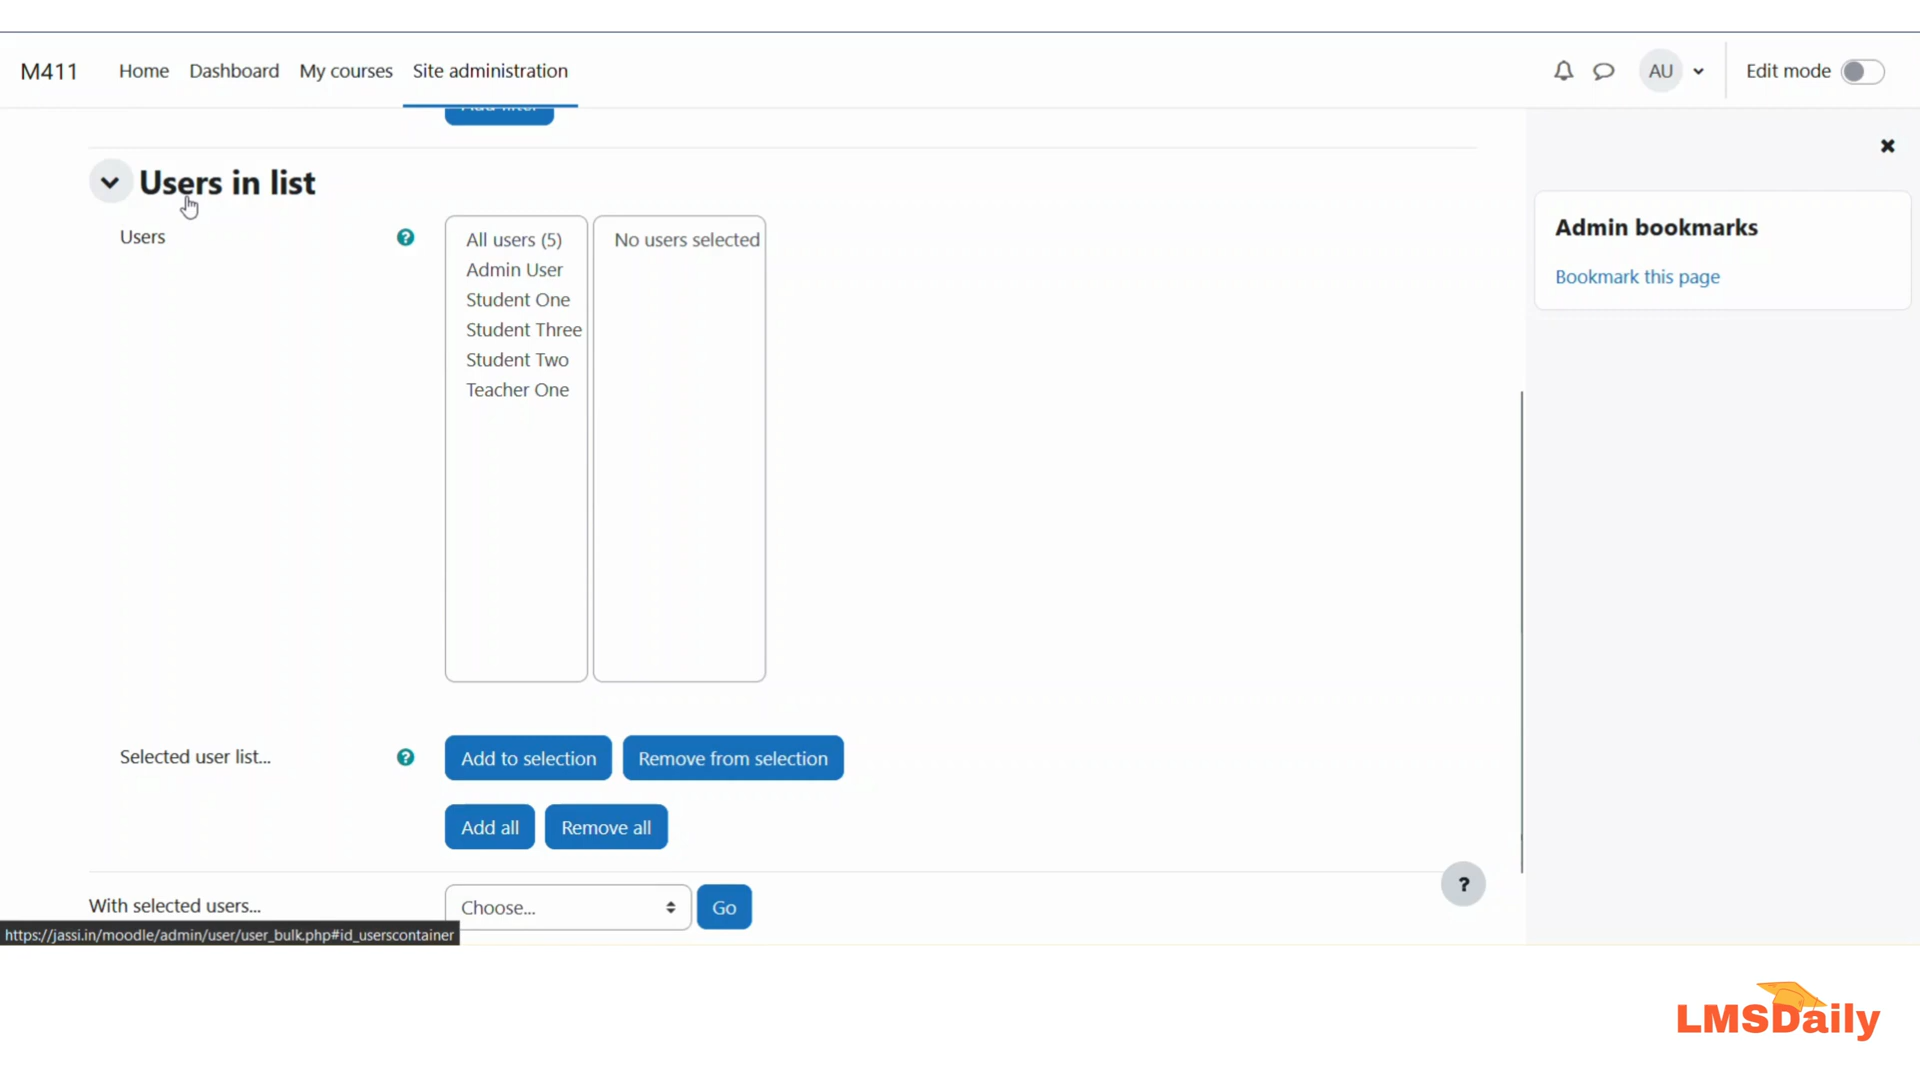 M411 Home Dashboard My courses Site administration AU Edit mode
Add filter
Users in list
Users ? All users (5) No users selected
Admin User
Student One
Student Three
Student Two
Teacher One
Selected user list... ? Add to selection Remove from selection
Add all Remove all
With selected users... Choose... Go
?
https://jassi.in/moodle/admin/user/user_bulk.php#id_userscontainer
Admin bookmarks
Bookmark this page
LMSDaily